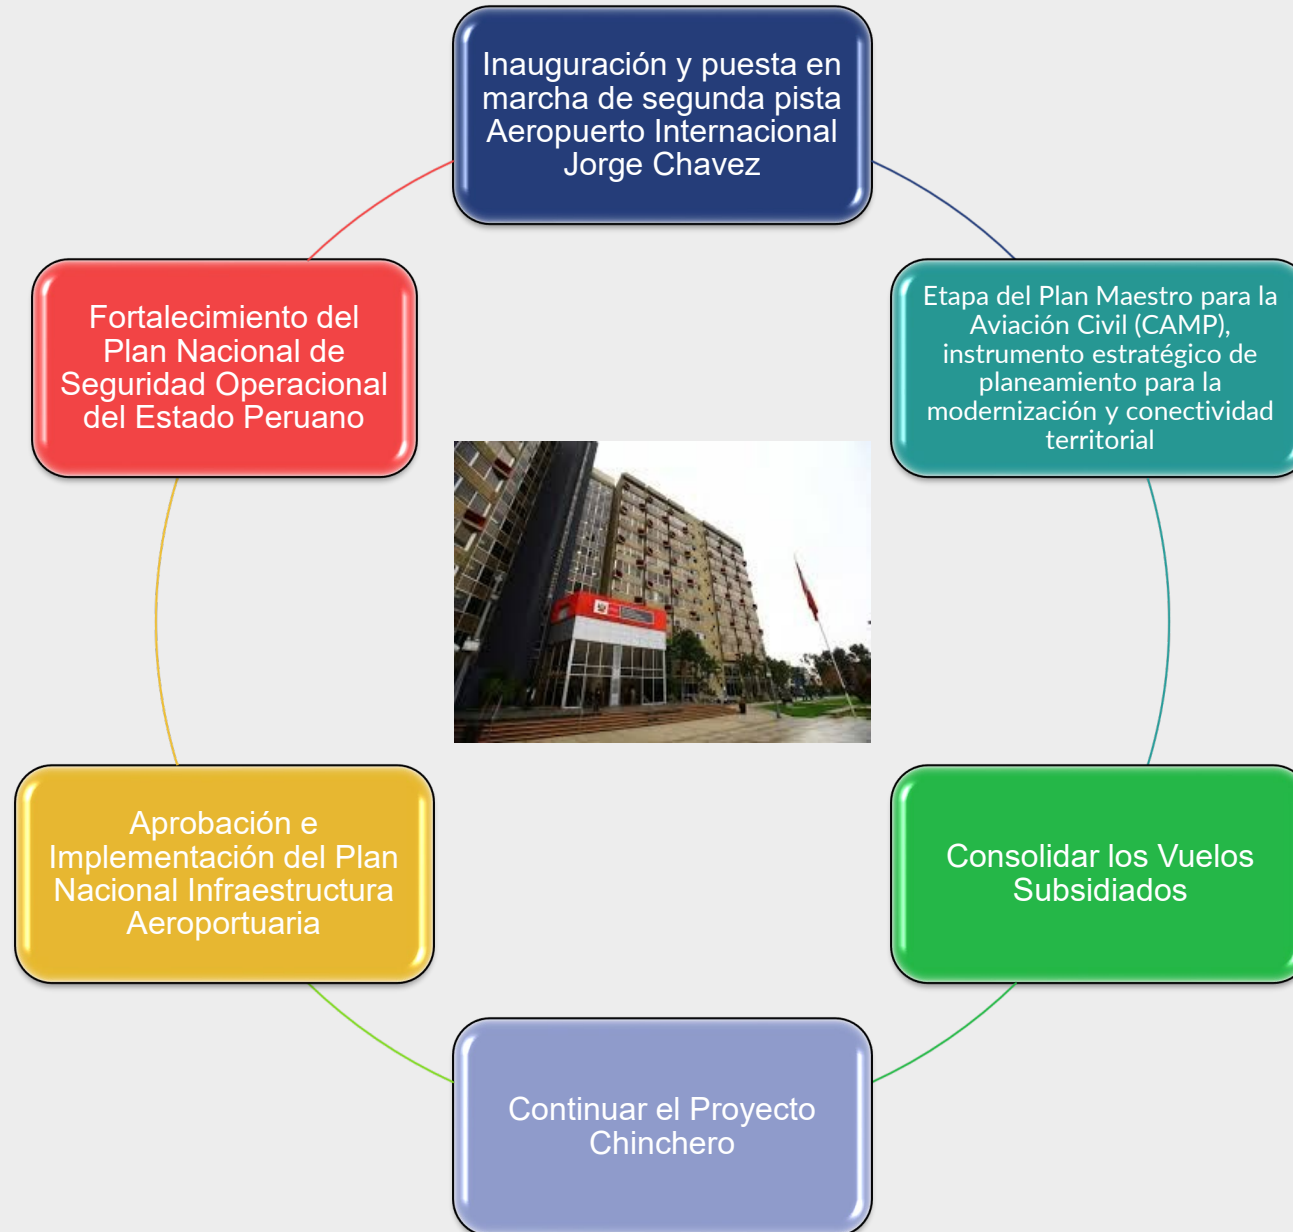 Inauguración y puesta en
marcha de segunda pista
Aeropuerto Internacional
Jorge Chavez
Etapa del Plan Maestro para la
Aviación Civil (CAMP),
instrumento estratégico de
planeamiento para la
modernización y conectividad
territorial
Consolidar los Vuelos
Subsidiados
Continuar el Proyecto
Chinchero
Aprobación e
Implementación del Plan
Nacional Infraestructura
Aeroportuaria
Fortalecimiento del
Plan Nacional de
Seguridad Operacional
del Estado Peruano